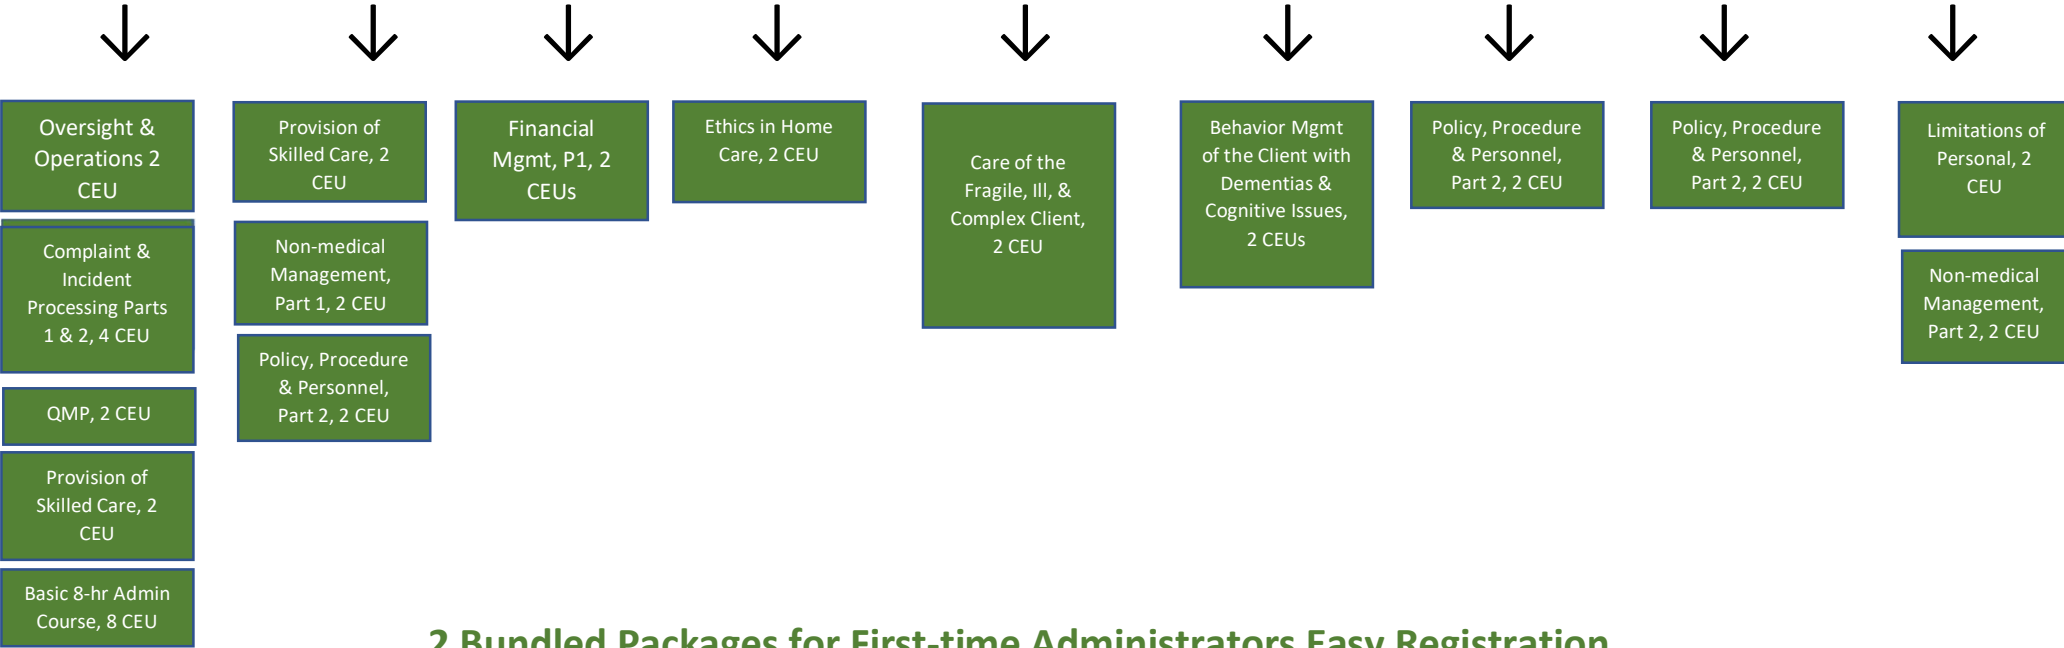 Oversight &
Operations 2
CEU
Complaint &
Incident
Processing Parts
1 & 2, 4 CEU
QMP, 2 CEU
Provision of
Skilled Care, 2
CEU
Basic 8-hr Admin
Course, 8 CEU
Provision of
Skilled Care, 2
CEU
Non-medical
Management,
Part 1, 2 CEU
Policy, Procedure
& Personnel,
Part 2, 2 CEU
Financial
Mgmt, P1, 2
CEUs
Ethics in Home
Care, 2 CEU
Care of the
Fragile, Ill, &
Complex Client,
2 CEU
Behavior Mgmt
of the Client with
Dementias &
Cognitive Issues,
2 CEUs
Policy, Procedure
& Personnel,
Part 2, 2 CEU
Policy, Procedure
& Personnel,
Part 2, 2 CEU
Limitations of
Personal, 2
CEU
Non-medical
Management,
Part 2, 2 CEU
2 Bundled Packages for First-time Administrators Easy Registration